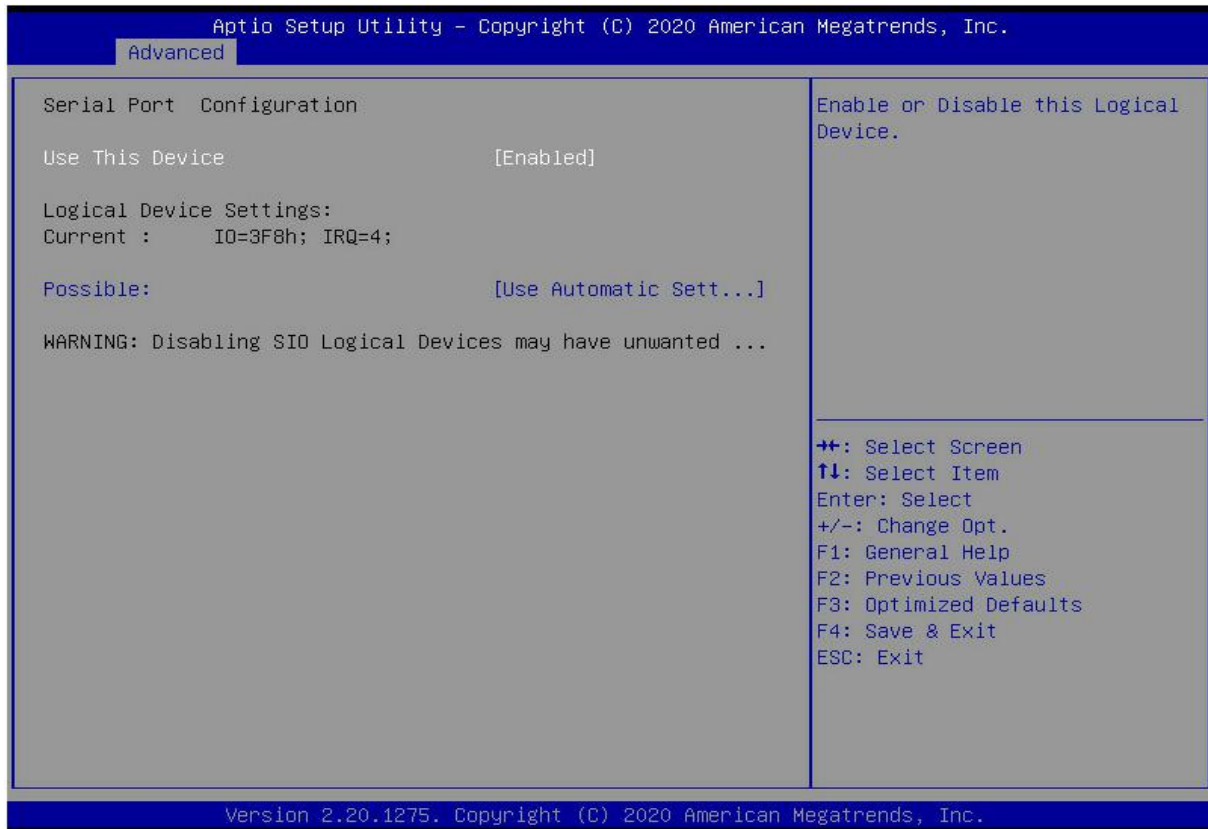 Aptio Setup Utility – Copyright (C) 2020 American Megatrends, Inc.
Advanced
Serial Port Configuration
Use This Device [Enabled]
Logical Device Settings:
Current : IO=3F8h; IRQ=4;
Possible: [Use Automatic Sett...]
WARNING: Disabling SIO Logical Devices may have unwanted ...
Enable or Disable this Logical
Device.
→←: Select Screen
↑↓: Select Item
Enter: Select
+/-: Change Opt.
F1: General Help
F2: Previous Values
F3: Optimized Defaults
F4: Save & Exit
ESC: Exit
Version 2.20.1275. Copyright (C) 2020 American Megatrends, Inc.